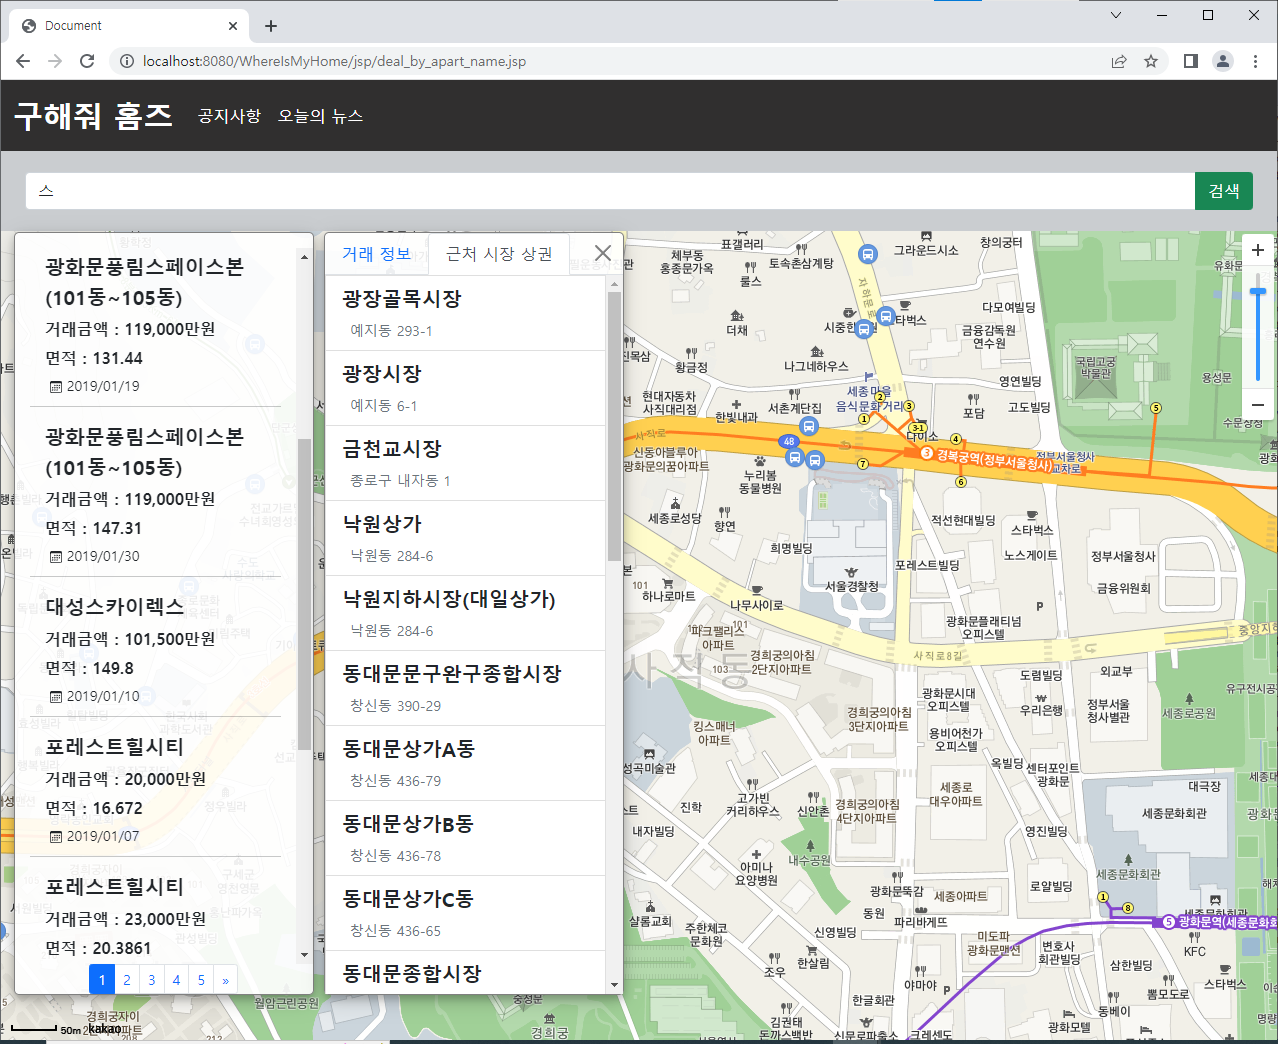 Document
localhost:8080/WhereIsMyHome/jsp/deal_by_apart_name.jsp
구해줘 홈즈 공지사항 오늘의 뉴스
스 검색
광화문풍림스페이스본
(101동~105동)
거래금액 : 119,000만원
면적 : 131.44
2019/01/19
광화문풍림스페이스본
(101동~105동)
거래금액 : 119,000만원
면적 : 147.31
2019/01/30
대성스카이렉스
거래금액 : 101,500만원
면적 : 149.8
2019/01/10
포레스트힐시티
거래금액 : 20,000만원
면적 : 16.672
2019/01/07
포레스트힐시티
거래금액 : 23,000만원
면적 : 20.3861
1 2 3 4 5 »
거래 정보 근처 시장 상권
광장골목시장
예지동 293-1
광장시장
예지동 6-1
금천교시장
종로구 내자동 1
낙원상가
낙원동 284-6
낙원지하시장(대일상가)
낙원동 284-6
동대문문구완구종합시장
창신동 390-29
동대문상가A동
창신동 436-79
동대문상가B동
창신동 436-78
동대문상가C동
창신동 436-65
동대문종합시장
표갤러리
체부동
홍종문가옥
룰스
토속촌삼계탕
그라운드시소
창의궁터
자하문로
더채
다모여빌딩
금융감독원
연수원
국립고궁
박물관
용성문
황금정
나그네하우스
세종마을
음식문화거리
영연빌딩
현대자동차
사직대리점
한빛내과
서촌계단집
포담
고도빌딩
수문장청
사직로
48
신동아블루아
광화문의꿈아파트
다이소
3 경복궁역(정부서울청사)
누리봄
동물병원
세종로성당
향연
적선현대빌딩
스타벅스
희명빌딩
노스게이트
정부서울청사
서울경찰청
포레스트빌딩
금융위원회
하나로마트
나무사이로
광화문플래티넘
오피스텔
파크팰리스
아파트
경희궁의아침
2단지아파트
사직로8길
사직동
도렴빌딩
외교부
광화문시대
오피스텔
우리은행
정부서울
청사별관
세종로공원
킹스매너
아파트
경희궁의아침
3단지아파트
용비어천가
오피스텔
옥빌딩
센터포인트
광화문
성곡미술관
고가빈
커리하우스
신안촌
경희궁의아침
4단지아파트
세종로
대우아파트
대극장
세종문화회관
진학
내자빌딩
영진빌딩
내수공원
아미나
요양병원
세종문화회관
광화문뚝감
세종아파트
로얄빌딩
샬롬교회
동원
파리바게뜨
주한체코
문화원
신영빌딩
미도파
광화문맨션
변호사
회관빌딩
5 광화문역(세종문화회
KFC
한삼림
조우
야마야
삼한빌딩
스타벅스
뽐모도로
한글회관
동베이
김권태
돈까스백반
신문로파출소
크레센도
광화모텔
월암근린공원
경희궁
50m kakao